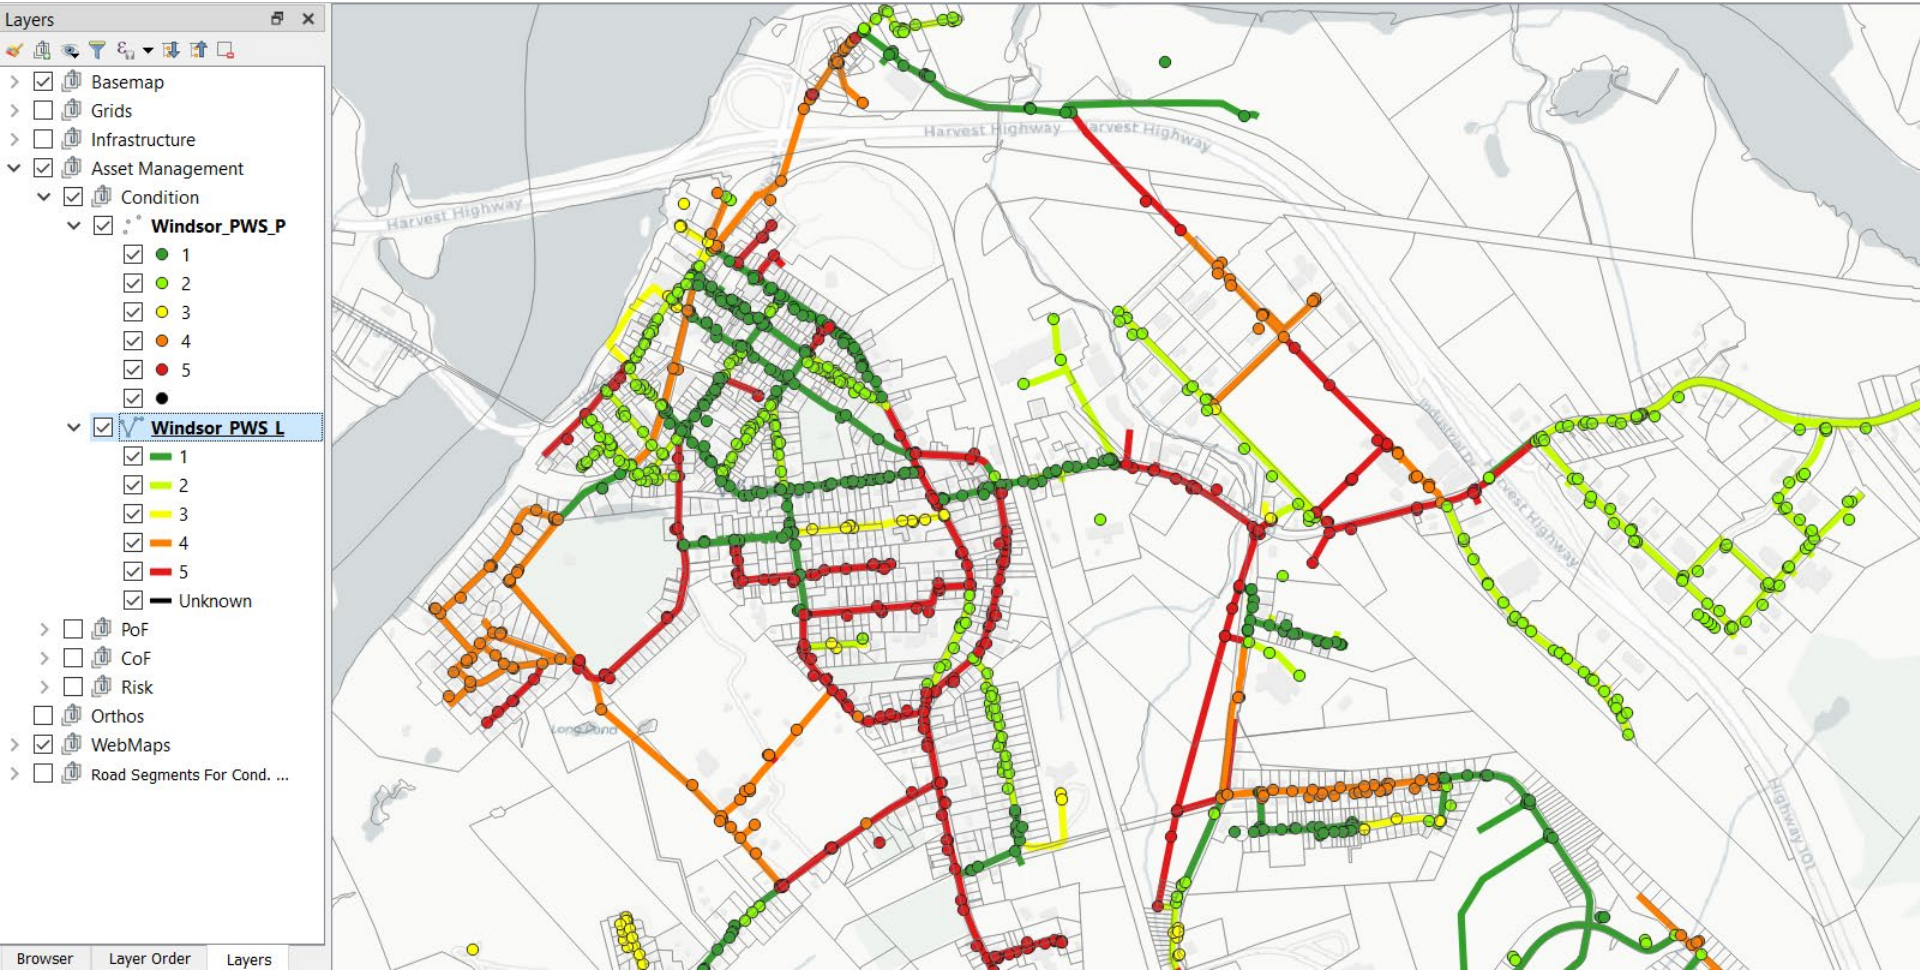 Layers
Basemap
Grids
Infrastructure
Asset Management
Condition
Windsor_PWS_P
1
2
3
4
5
Windsor_PWS_L
1
2
3
4
5
Unknown
PoF
CoF
Risk
Orthos
WebMaps
Road Segments For Cond. ...
Browser
Layer Order
Layers
Harvest Highway
Harvest Highway
Harvest Highway
Industrial Dr
Harvest Highway
Long Pond
Highway 101